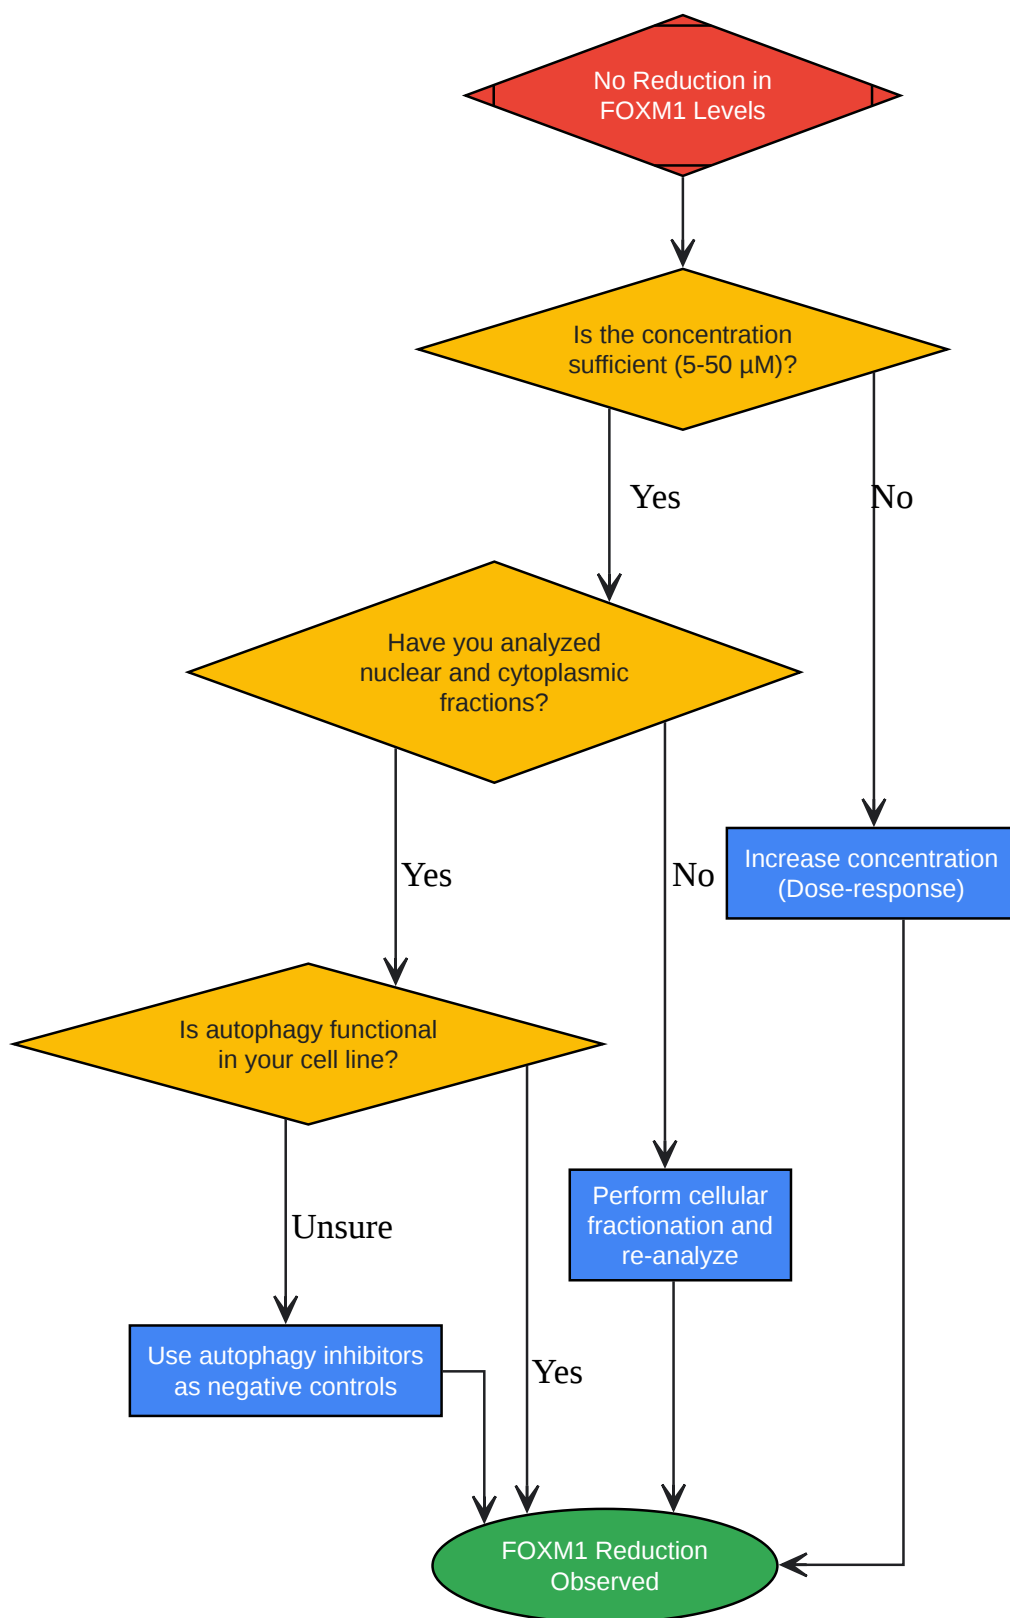 No Reduction in
FOXM1 Levels
Is the concentration
sufficient (5-50 µM)?
Yes
No
Have you analyzed
nuclear and cytoplasmic
fractions?
Increase concentration
(Dose-response)
Yes
No
Is autophagy functional
in your cell line?
Perform cellular
fractionation and
re-analyze
Unsure
Use autophagy inhibitors
as negative controls
Yes
FOXM1 Reduction
Observed